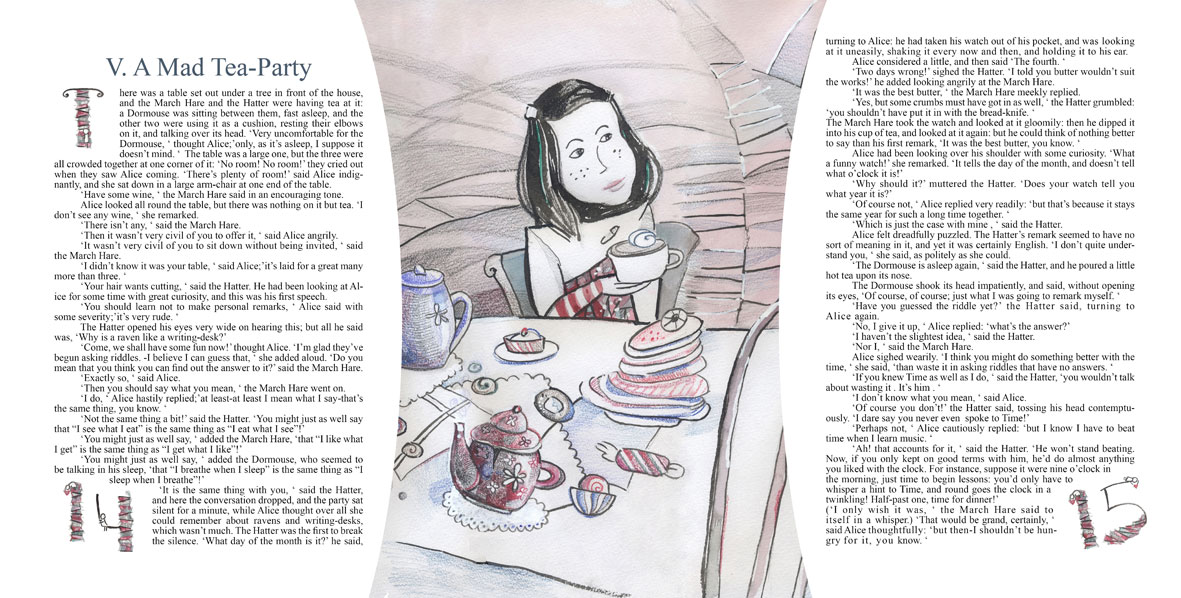 V. A Mad Tea-Party
There was a table set out under a tree in front of the house,
and the March Hare and the Hatter were having tea at it:
a Dormouse was sitting between them, fast asleep, and the
other two were using it as a cushion, resting their elbows
on it, and talking over its head. ‘Very uncomfortable for the
Dormouse, ‘ thought Alice;’only, as it’s asleep, I suppose it
doesn’t mind. ‘ The table was a large one, but the three were
all crowded together at one corner of it: ‘No room! No room!’ they cried out
when they saw Alice coming. ‘There’s plenty of room!’ said Alice indig-
nantly, and she sat down in a large arm-chair at one end of the table.
‘Have some wine, ‘ the March Hare said in an encouraging tone.
Alice looked all round the table, but there was nothing on it but tea. ‘I
don’t see any wine, ‘ she remarked.
‘There isn’t any, ‘ said the March Hare.
‘Then it wasn’t very civil of you to offer it, ‘ said Alice angrily.
‘It wasn’t very civil of you to sit down without being invited, ‘ said
the March Hare.
‘I didn’t know it was your table, ‘ said Alice;’it’s laid for a great many
more than three. ‘
‘Your hair wants cutting, ‘ said the Hatter. He had been looking at Al-
ice for some time with great curiosity, and this was his first speech.
‘You should learn not to make personal remarks, ‘ Alice said with
some severity;’it’s very rude. ‘
The Hatter opened his eyes very wide on hearing this; but all he said
was, ‘Why is a raven like a writing-desk?’
‘Come, we shall have some fun now!’ thought Alice. ‘I’m glad they’ve
begun asking riddles. -I believe I can guess that, ‘ she added aloud. ‘Do you
mean that you think you can find out the answer to it?’ said the March Hare.
‘Exactly so, ‘ said Alice.
‘Then you should say what you mean, ‘ the March Hare went on.
‘I do, ‘ Alice hastily replied;’at least-at least I mean what I say-that’s
the same thing, you know. ‘
‘Not the same thing a bit!’ said the Hatter. ‘You might just as well say
that “I see what I eat” is the same thing as “I eat what I see”!’
‘You might just as well say, ‘ added the March Hare, ‘that “I like what
I get” is the same thing as “I get what I like”!’
‘You might just as well say, ‘ added the Dormouse, who seemed to
be talking in his sleep, ‘that “I breathe when I sleep” is the same thing as “I
sleep when I breathe”!’
‘It is the same thing with you, ‘ said the Hatter,
and here the conversation dropped, and the party sat
silent for a minute, while Alice thought over all she
could remember about ravens and writing-desks,
which wasn’t much. The Hatter was the first to break
the silence. ‘What day of the month is it?’ he said,
14
turning to Alice: he had taken his watch out of his pocket, and was looking
at it uneasily, shaking it every now and then, and holding it to his ear.
Alice considered a little, and then said ‘The fourth. ‘
‘Two days wrong!’ sighed the Hatter. ‘I told you butter wouldn’t suit
the works!’ he added looking angrily at the March Hare.
‘It was the best butter, ‘ the March Hare meekly replied.
‘Yes, but some crumbs must have got in as well, ‘ the Hatter grumbled:
‘you shouldn’t have put it in with the bread-knife. ‘
The March Hare took the watch and looked at it gloomily: then he dipped it
into his cup of tea, and looked at it again: but he could think of nothing better
to say than his first remark, ‘It was the best butter, you know. ‘
Alice had been looking over his shoulder with some curiosity. ‘What
a funny watch!’ she remarked. ‘It tells the day of the month, and doesn’t tell
what o’clock it is!’
‘Why should it?’ muttered the Hatter. ‘Does your watch tell you
what year it is?’
‘Of course not, ‘ Alice replied very readily: ‘but that’s because it stays
the same year for such a long time together. ‘
‘Which is just the case with mine , ‘ said the Hatter.
Alice felt dreadfully puzzled. The Hatter’s remark seemed to have no
sort of meaning in it, and yet it was certainly English. ‘I don’t quite under-
stand you, ‘ she said, as politely as she could.
‘The Dormouse is asleep again, ‘ said the Hatter, and he poured a little
hot tea upon its nose.
The Dormouse shook its head impatiently, and said, without opening
its eyes, ‘Of course, of course; just what I was going to remark myself. ‘
‘Have you guessed the riddle yet?’ the Hatter said, turning to
Alice again.
‘No, I give it up, ‘ Alice replied: ‘what’s the answer?’
‘I haven’t the slightest idea, ‘ said the Hatter.
‘Nor I, ‘ said the March Hare.
Alice sighed wearily. ‘I think you might do something better with the
time, ‘ she said, ‘than waste it in asking riddles that have no answers. ‘
‘If you knew Time as well as I do, ‘ said the Hatter, ‘you wouldn’t talk
about wasting it . It’s him . ‘
‘I don’t know what you mean, ‘ said Alice.
‘Of course you don’t!’ the Hatter said, tossing his head contemptu-
ously. ‘I dare say you never even spoke to Time!’
‘Perhaps not, ‘ Alice cautiously replied: ‘but I know I have to beat
time when I learn music. ‘
‘Ah! that accounts for it, ‘ said the Hatter. ‘He won’t stand beating.
Now, if you only kept on good terms with him, he’d do almost anything
you liked with the clock. For instance, suppose it were nine o’clock in
the morning, just time to begin lessons: you’d only have to
whisper a hint to Time, and round goes the clock in a
twinkling! Half-past one, time for dinner!’
(‘I only wish it was, ‘ the March Hare said to
itself in a whisper.) ‘That would be grand, certainly, ‘
said Alice thoughtfully: ‘but then-I shouldn’t be hun-
gry for it, you know. ‘
15